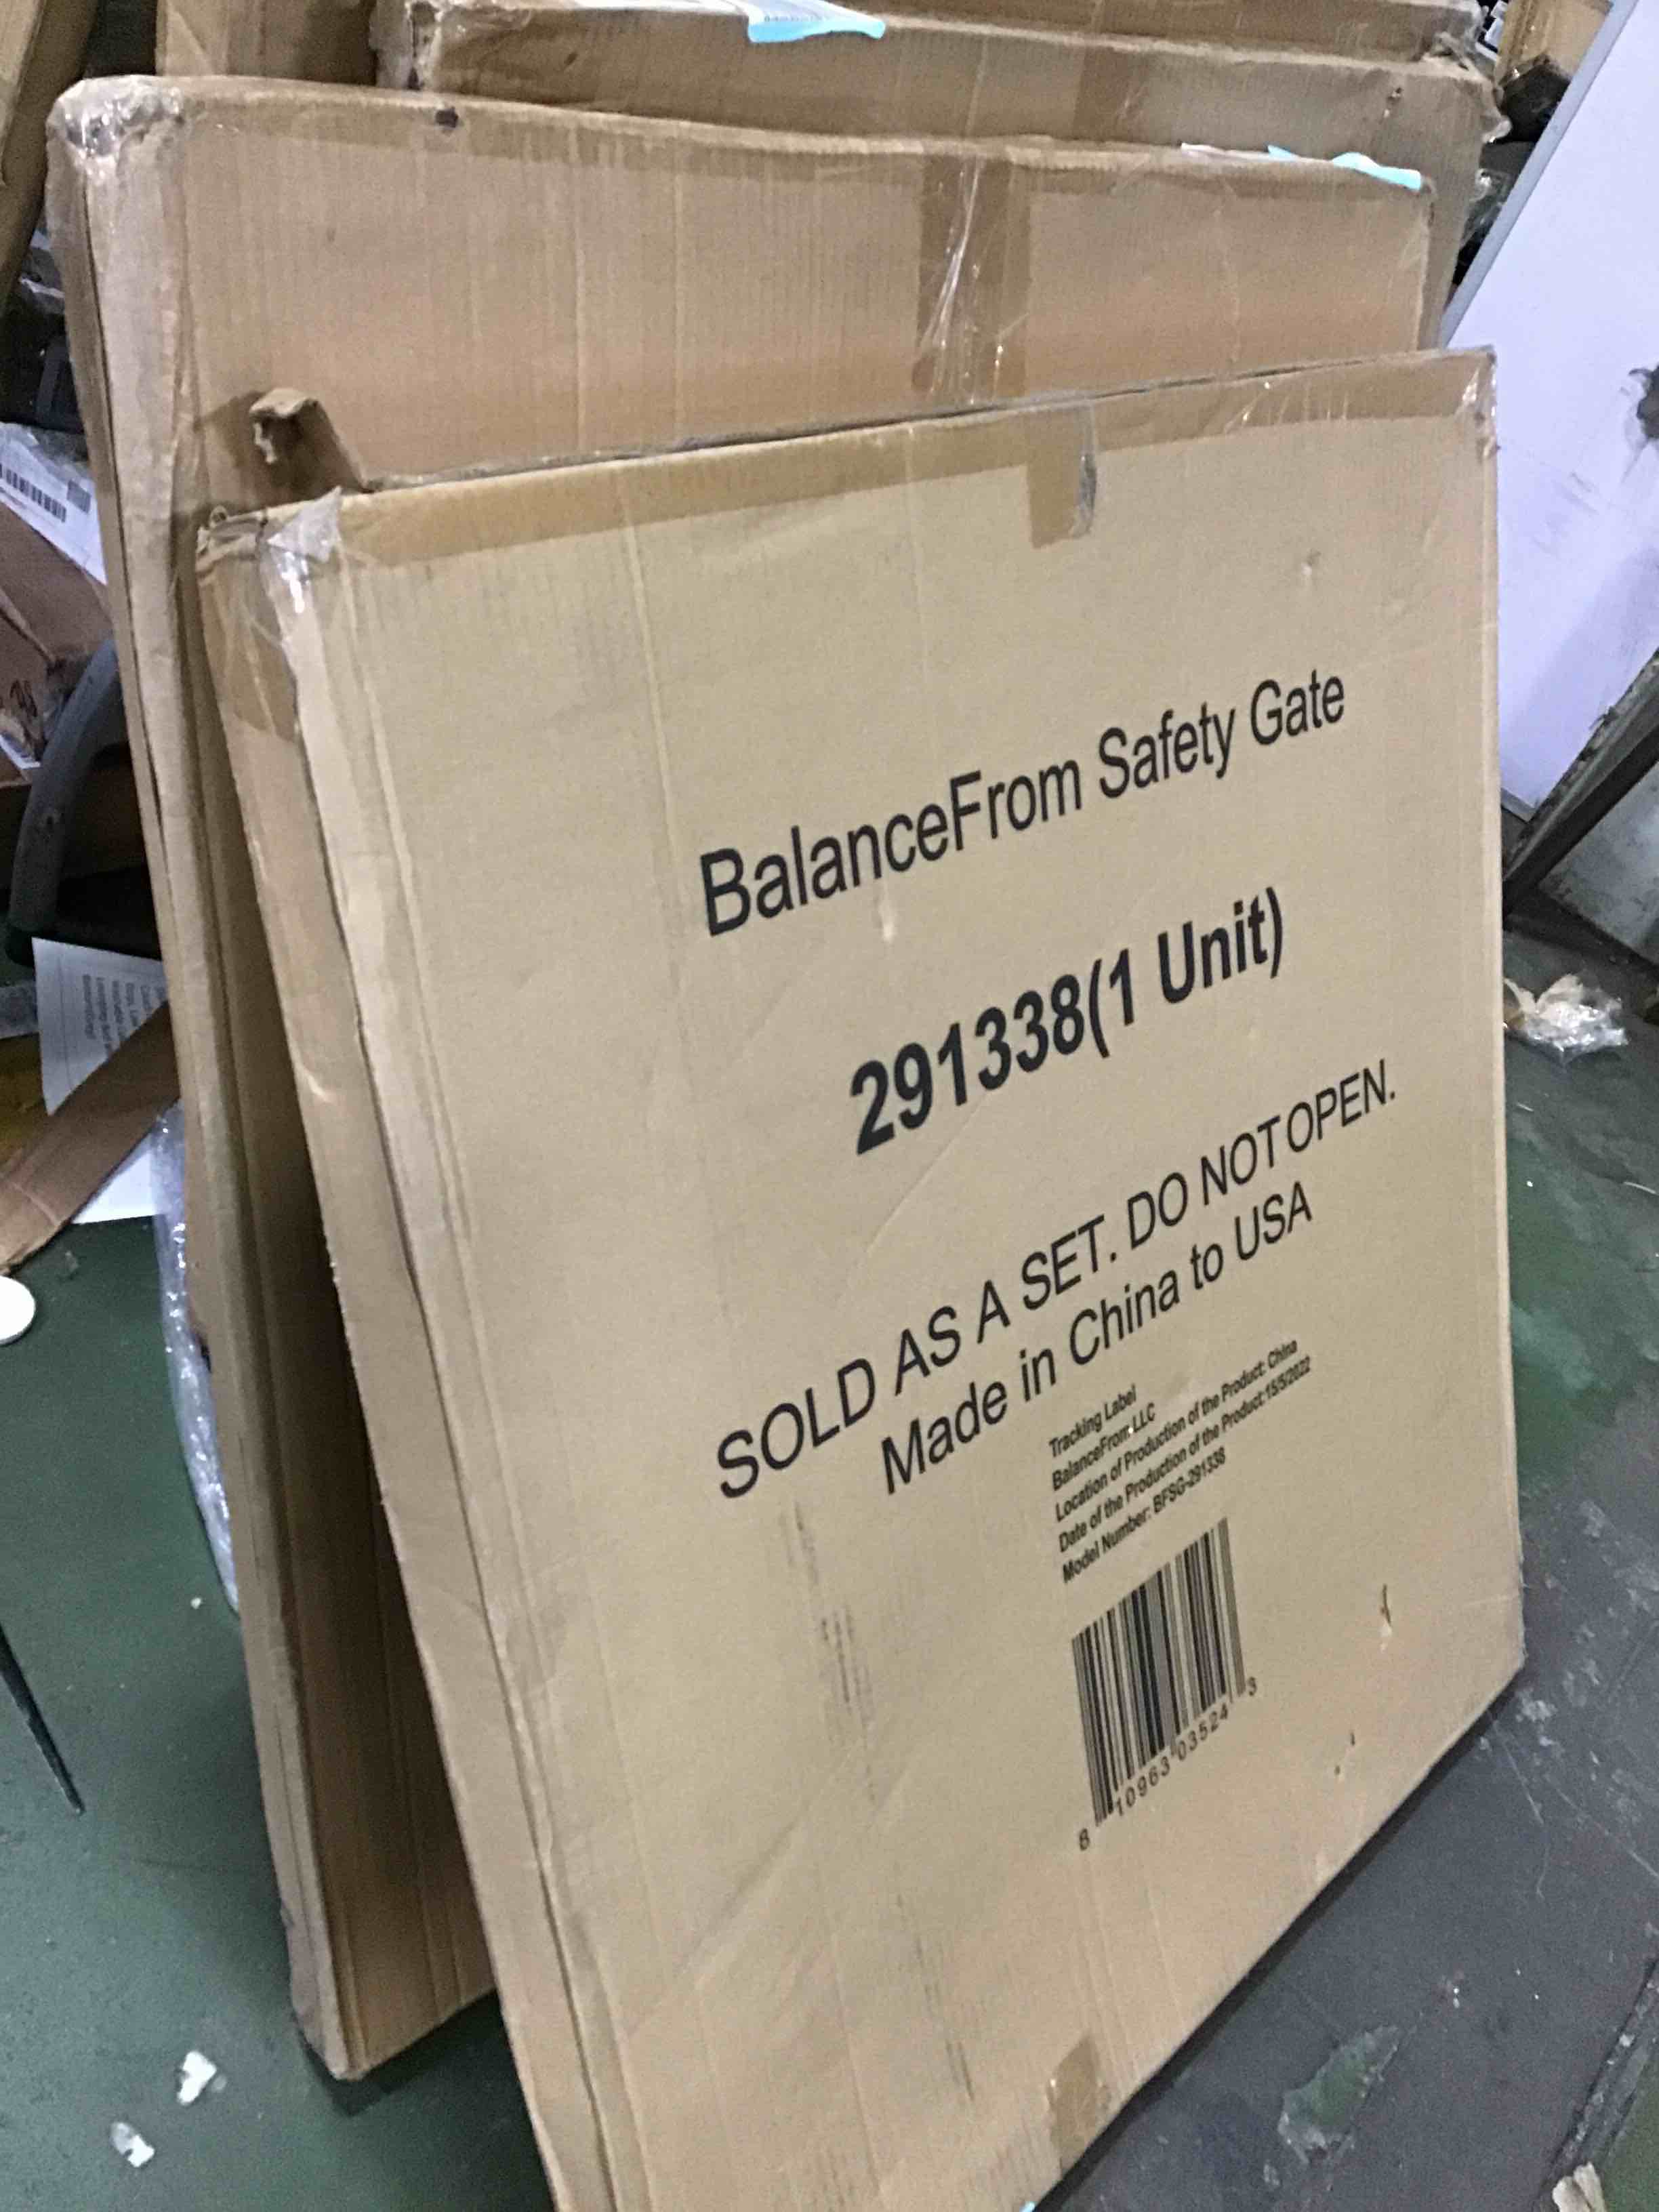 BalanceFrom Safety Gate
291338(1 Unit)
SOLD AS A SET. DO NOT OPEN.
Made in China to USA
Tracking Label
BalanceFrom LLC
Location of Production of the Product: China
Date of the Production of the Product:15/5/2022
Model Number: BFSG-291338
8 10963 03524 3